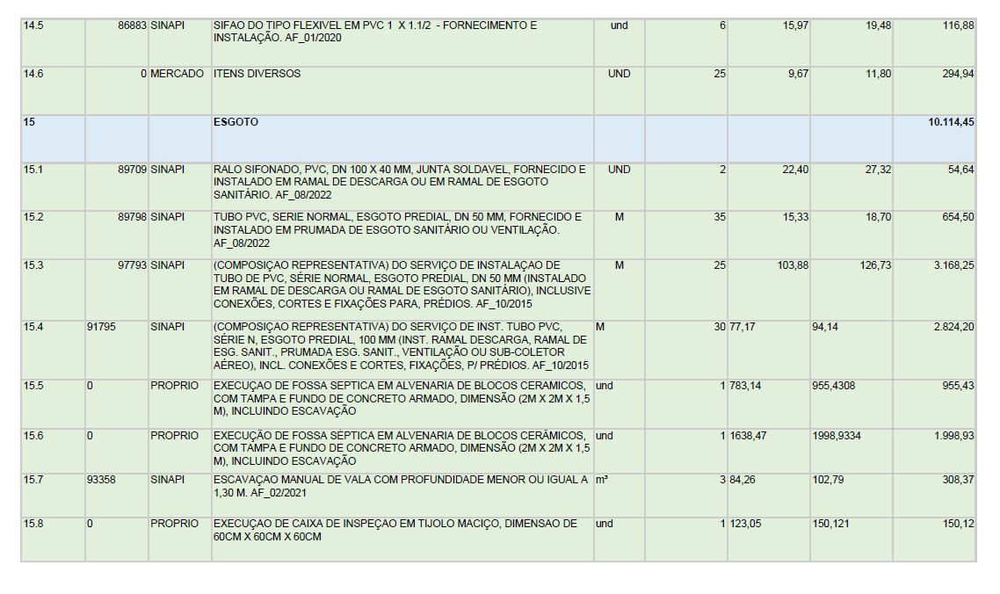 14.5 86883 SINAPI SIFAO DO TIPO FLEXIVEL EM PVC 1 X 1.1/2 - FORNECIMENTO E und 6 15,97 19,48 116,88
INSTALAÇÃO. AF_01/2020
14.6 0 MERCADO ITENS DIVERSOS UND 25 9,67 11,80 294,94
15 ESGOTO 10.114,45
15.1 89709 SINAPI RALO SIFONADO, PVC, DN 100 X 40 MM, JUNTA SOLDAVEL, FORNECIDO E UND 2 22,40 27,32 54,64
INSTALADO EM RAMAL DE DESCARGA OU EM RAMAL DE ESGOTO
SANITÁRIO. AF_08/2022
15.2 89798 SINAPI TUBO PVC, SERIE NORMAL, ESGOTO PREDIAL, DN 50 MM, FORNECIDO E M 35 15,33 18,70 654,50
INSTALADO EM PRUMADA DE ESGOTO SANITÁRIO OU VENTILAÇÃO.
AF_08/2022
15.3 97793 SINAPI (COMPOSIÇAO REPRESENTATIVA) DO SERVIÇO DE INSTALAÇAO DE M 25 103,88 126,73 3.168,25
TUBO DE PVC, SÉRIE NORMAL, ESGOTO PREDIAL, DN 50 MM (INSTALADO
EM RAMAL DE DESCARGA OU RAMAL DE ESGOTO SANITÁRIO), INCLUSIVE
CONEXÕES, CORTES E FIXAÇÕES PARA, PRÉDIOS. AF_10/2015
15.4 91795 SINAPI (COMPOSIÇAO REPRESENTATIVA) DO SERVIÇO DE INST. TUBO PVC, M 30 77,17 94,14 2.824,20
SÉRIE N, ESGOTO PREDIAL, 100 MM (INST. RAMAL DESCARGA, RAMAL DE
ESG. SANIT., PRUMADA ESG. SANIT., VENTILAÇÃO OU SUB-COLETOR
AÉREO), INCL. CONEXÕES E CORTES, FIXAÇÕES, P/ PRÉDIOS. AF_10/2015
15.5 0 PROPRIO EXECUÇAO DE FOSSA SEPTICA EM ALVENARIA DE BLOCOS CERAMICOS, und 1 783,14 955,4308 955,43
COM TAMPA E FUNDO DE CONCRETO ARMADO, DIMENSÃO (2M X 2M X 1,5
M), INCLUINDO ESCAVAÇÃO
15.6 0 PROPRIO EXECUÇÃO DE FOSSA SÉPTICA EM ALVENARIA DE BLOCOS CERÂMICOS, und 1 1638,47 1998,9334 1.998,93
COM TAMPA E FUNDO DE CONCRETO ARMADO, DIMENSÃO (2M X 2M X 1,5
M), INCLUINDO ESCAVAÇÃO
15.7 93358 SINAPI ESCAVAÇAO MANUAL DE VALA COM PROFUNDIDADE MENOR OU IGUAL A m³ 3 84,26 102,79 308,37
1,30 M. AF_02/2021
15.8 0 PROPRIO EXECUÇAO DE CAIXA DE INSPEÇAO EM TIJOLO MACIÇO, DIMENSAO DE und 1 123,05 150,121 150,12
60CM X 60CM X 60CM